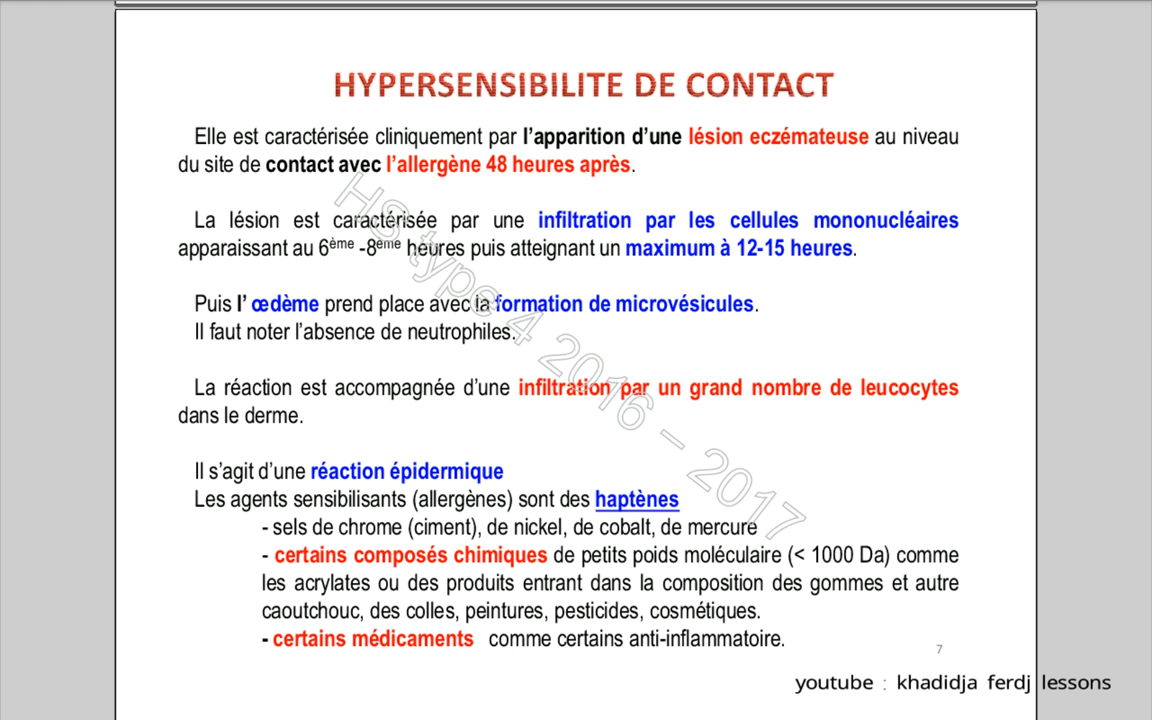 HYPERSENSIBILITE DE CONTACT
Elle est caractérisée cliniquement par l'apparition d'une lésion eczémateuse au niveau
du site de contact avec l'allergène 48 heures après.
La lésion est caractérisée par une infiltration par les cellules mononucléaires
apparaissant au 6ème -8ème heures puis atteignant un maximum à 12-15 heures.
Puis l' œdème prend place avec la formation de microvésicules.
Il faut noter l'absence de neutrophiles.
La réaction est accompagnée d'une infiltration par un grand nombre de leucocytes
dans le derme.
Il s'agit d'une réaction épidermique
Les agents sensibilisants (allergènes) sont des haptènes
- sels de chrome (ciment), de nickel, de cobalt, de mercure
- certains composés chimiques de petits poids moléculaire (< 1000 Da) comme
les acrylates ou des produits entrant dans la composition des gommes et autre
caoutchouc, des colles, peintures, pesticides, cosmétiques.
- certains médicaments comme certains anti-inflammatoire.
HS type 4 2016 – 2017
7
youtube : khadidja ferdj lessons